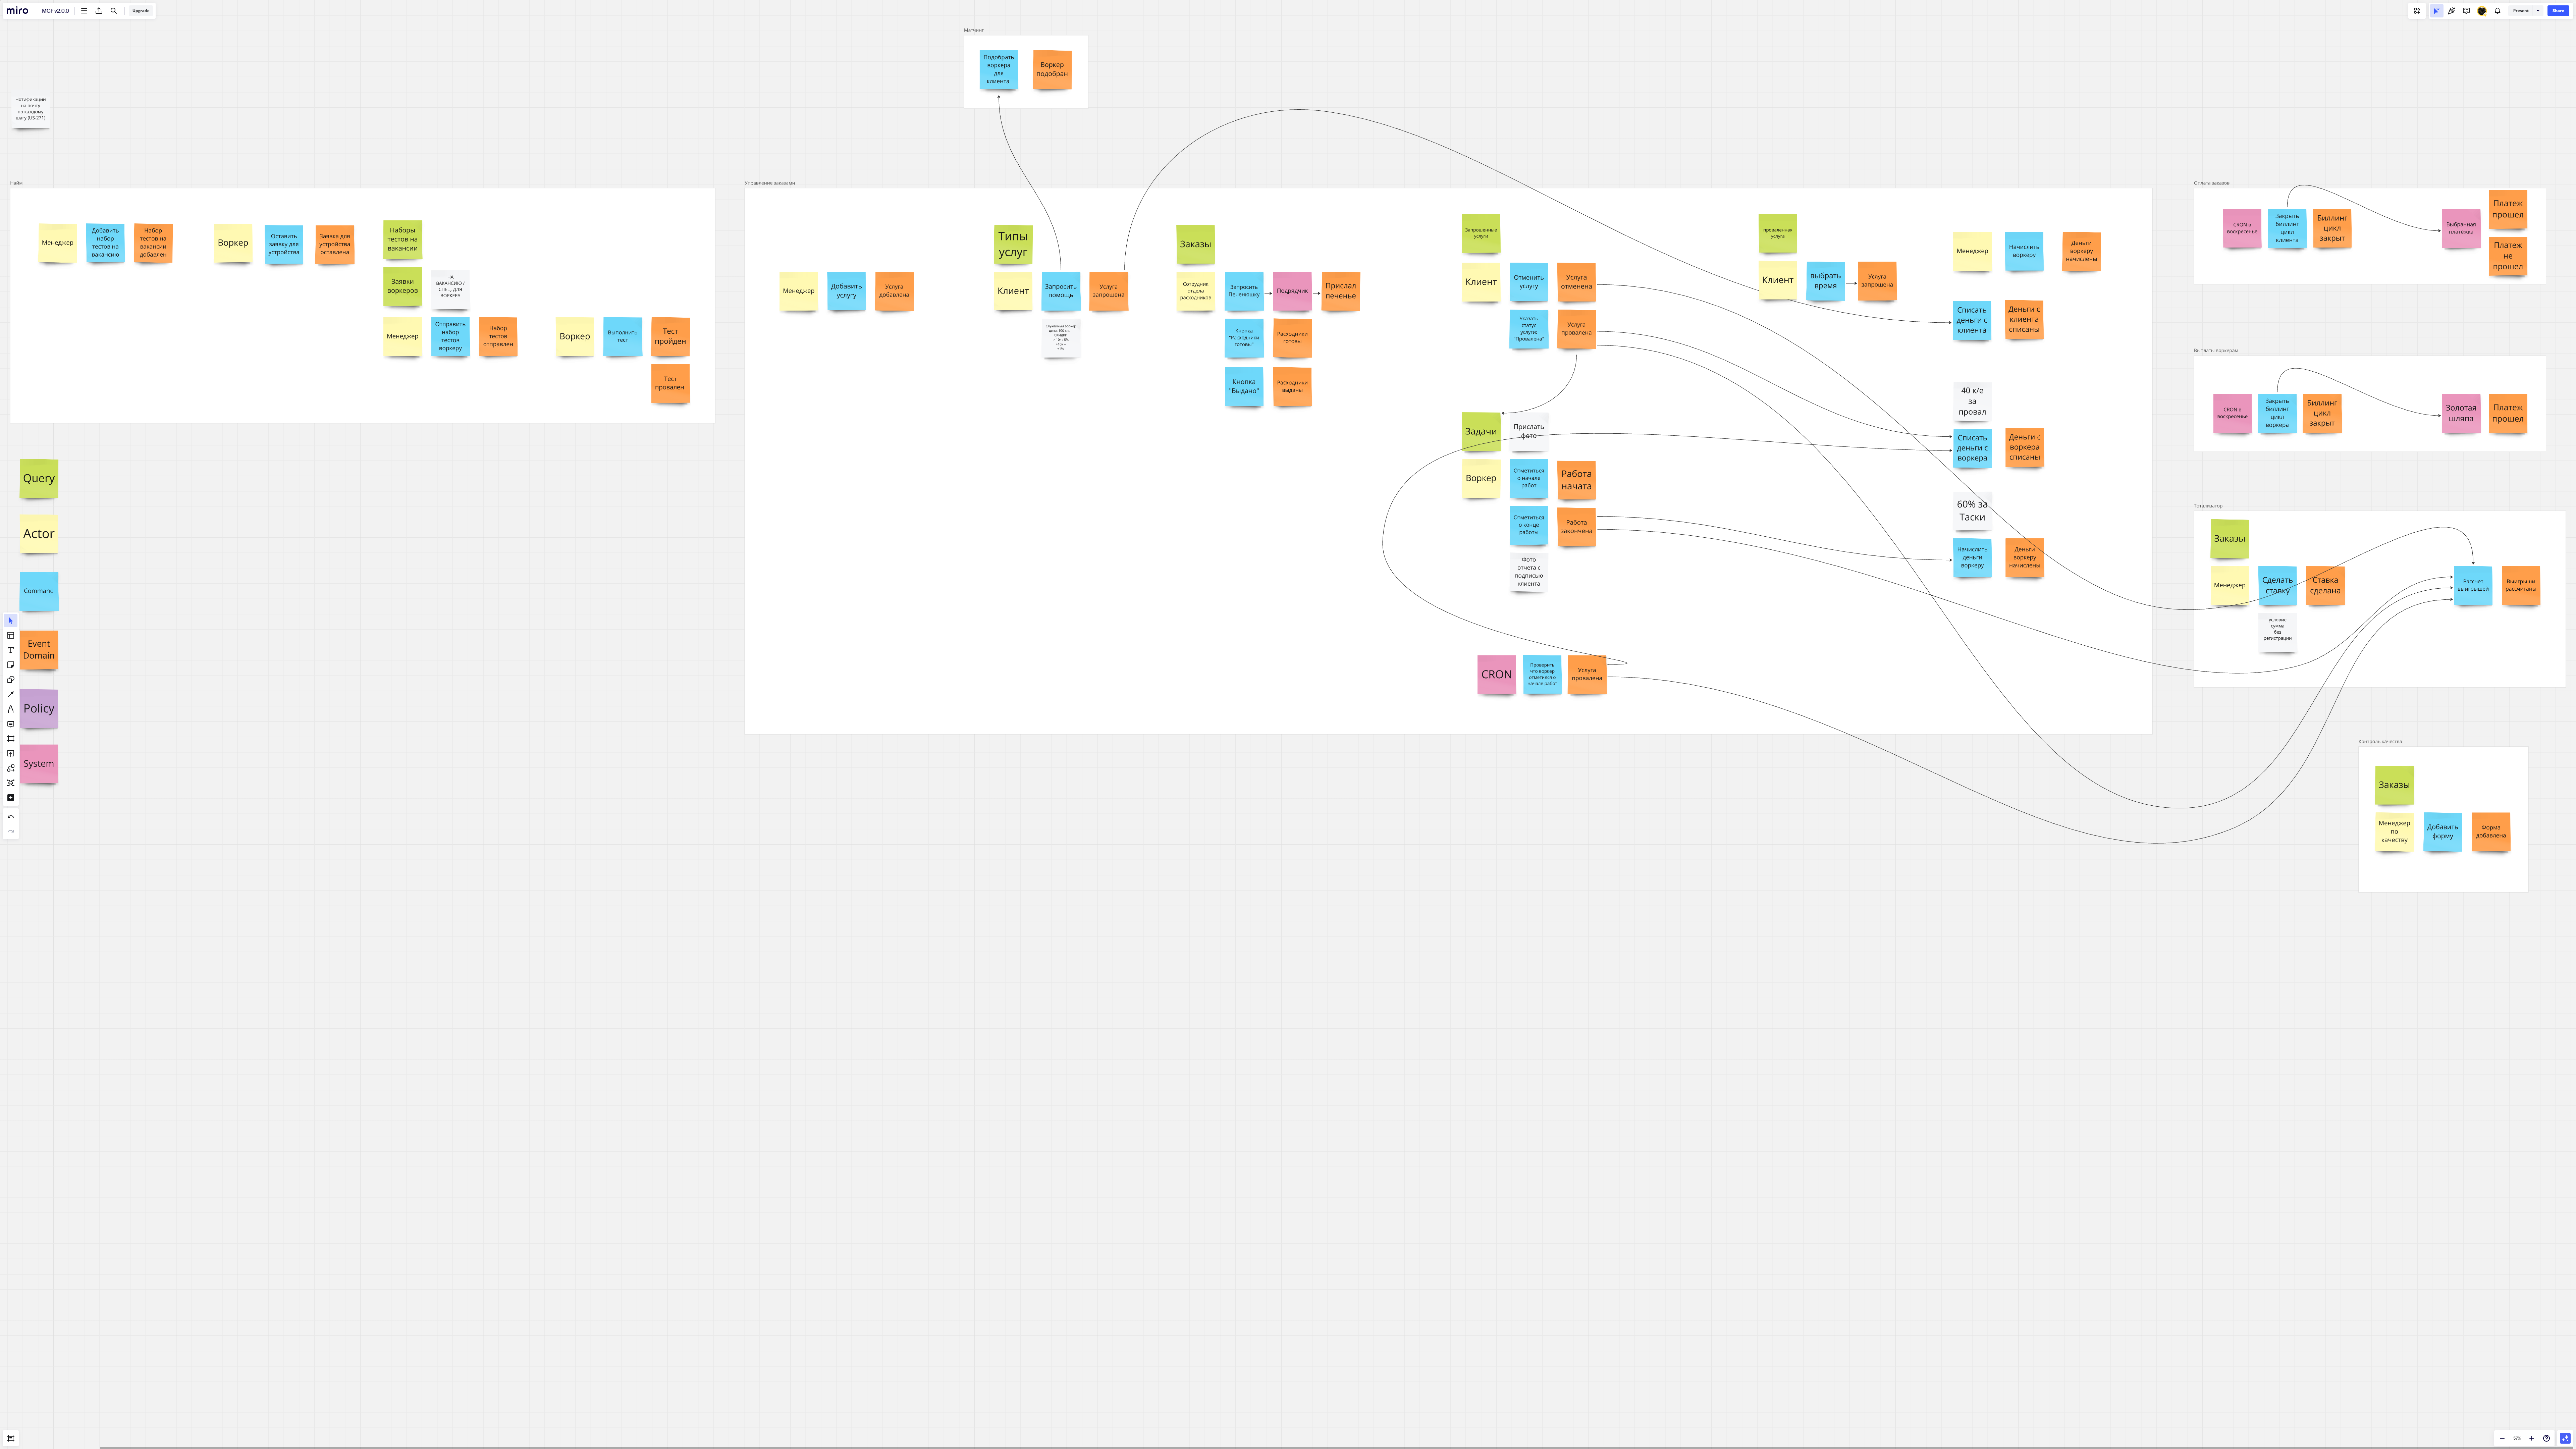 miro
MCF v2.0.0
Upgrade
Present
Share
Мэтчинг
Подобрать
воркера
для
клиента
Воркер
подобран
Нотификации
на почту
по каждому
шагу (US-271)
Найм
Менеджер
Добавить
набор
тестов на
вакансию
Набор
тестов на
вакансии
добавлен
Воркер
Оставить
заявку для
устройства
Заявка для
устройства
оставлена
Наборы
тестов на
вакансии
Заявки
воркеров
НА
ВАКАНСИЮ /
СПЕЦ. ДЛЯ
ВОРКЕРА
Менеджер
Отправить
набор
тестов
воркеру
Набор
тестов
отправлен
Воркер
Выполнить
тест
Тест
пройден
Тест
провален
Query
Actor
Command
Event
Domain
Policy
System
Управление заказами
Менеджер
Добавить
услугу
Услуга
добавлена
Типы
услуг
Клиент
Запросить
помощь
Услуга
запрошена
Заказы
Сотрудник
отдела
расходников
Запросить
Печенюшку
Подрядчик
Прислал
печенье
Кнопка
"Расходники
готовы"
Расходники
готовы
Кнопка
"Выдано"
Расходники
выданы
Запрошенные
услуги
Клиент
Отменить
услугу
Услуга
отменена
Указать
статус
услуги:
"Провалена"
Услуга
провалена
проваленная
услуга
Клиент
выбрать
время
Услуга
запрошена
Менеджер
Начислить
воркеру
Деньги
воркеру
начислены
Списать
деньги с
клиента
Деньги с
клиента
списаны
40 к/е
за
провал
Списать
деньги с
воркера
Деньги с
воркера
списаны
60% за
Таски
Начислить
деньги
воркеру
Деньги
воркеру
начислены
Задачи
Прислать
фото
Воркер
Отметиться
о начале
работ
Работа
начата
Отметиться
о конце
работы
Работа
закончена
Фото
отчета с
подписью
клиента
CRON
Проверить
что воркер
отметился о
начале работ
Услуга
провалена
Оплата заказов
CRON в
воскресенье
Закрыть
биллинг
цикл
клиента
Биллинг
цикл
закрыт
Выбранная
платежка
Платеж
прошел
Платеж
не
прошел
Выплаты воркерам
CRON в
воскресенье
Закрыть
биллинг
цикл
воркера
Биллинг
цикл
закрыт
Золотая
шляпа
Платеж
прошел
Тотализатор
Заказы
Менеджер
Сделать
ставку
Ставка
сделана
условие
сумма
без
регистрации
Рассчет
выигрышей
Выигрыши
рассчитаны
Контроль качества
Заказы
Менеджер
по
качеству
Добавить
форму
Форма
добавлена
57%